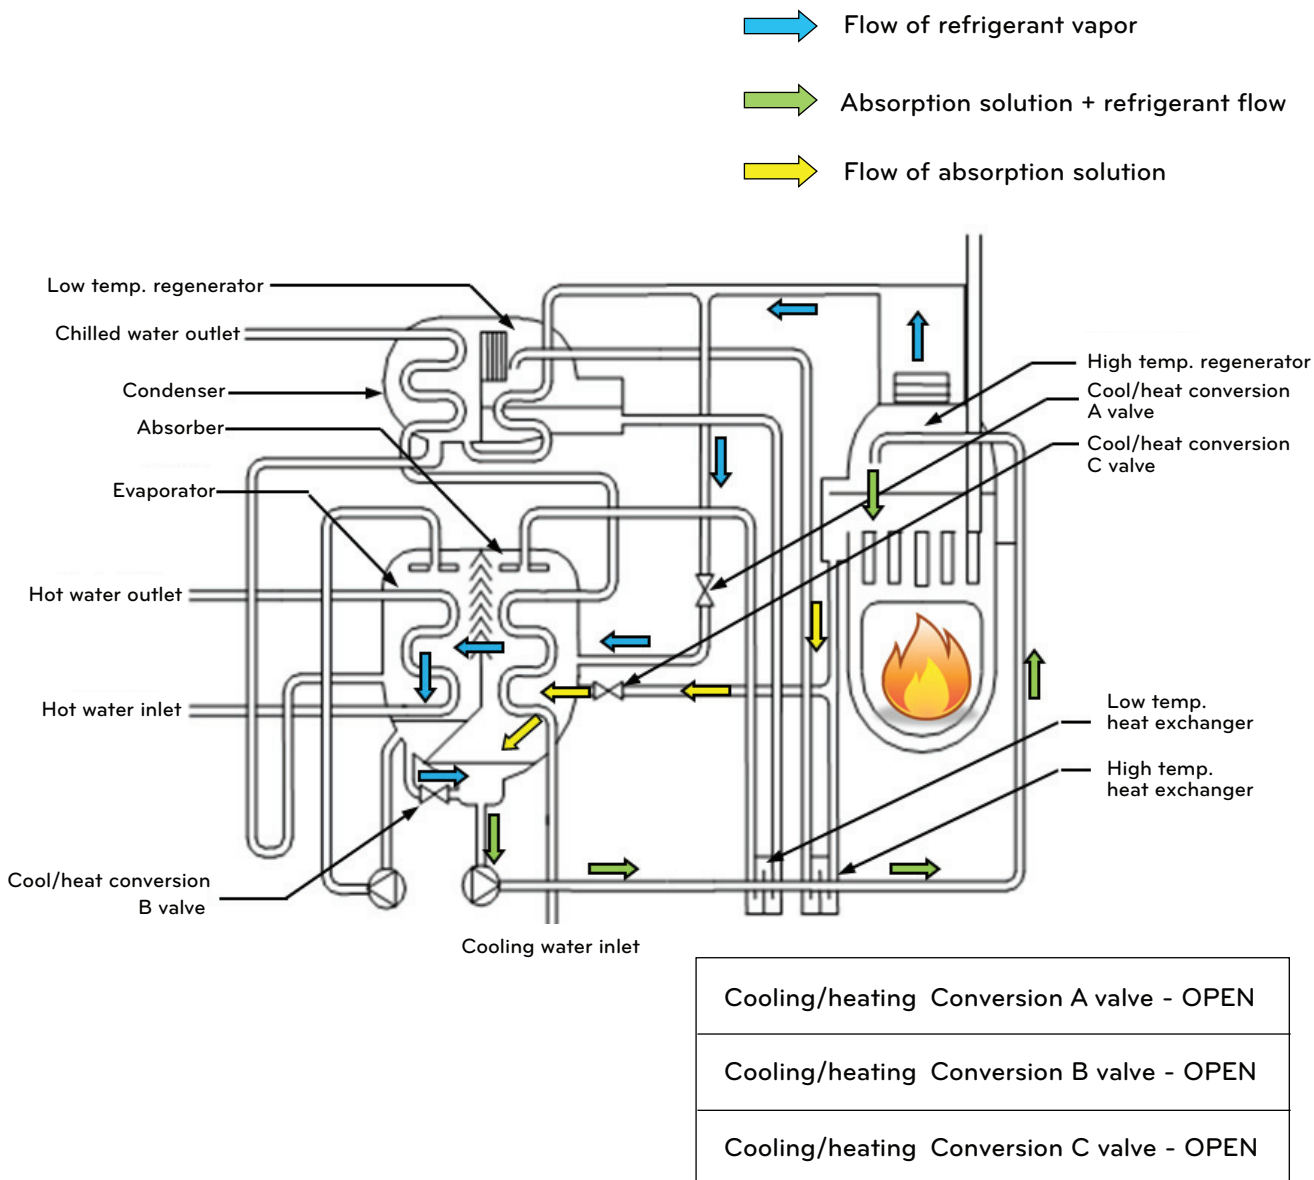 Flow of refrigerant vapor
Absorption solution + refrigerant flow
Flow of absorption solution
Low temp. regenerator
Chilled water outlet
Condenser
Absorber
Evaporator
Hot water outlet
Hot water inlet
Cool/heat conversion
B valve
Cooling water inlet
High temp. regenerator
Cool/heat conversion
A valve
Cool/heat conversion
C valve
Low temp.
heat exchanger
High temp.
heat exchanger
Cooling/heating Conversion A valve - OPEN
Cooling/heating Conversion B valve - OPEN
Cooling/heating Conversion C valve - OPEN